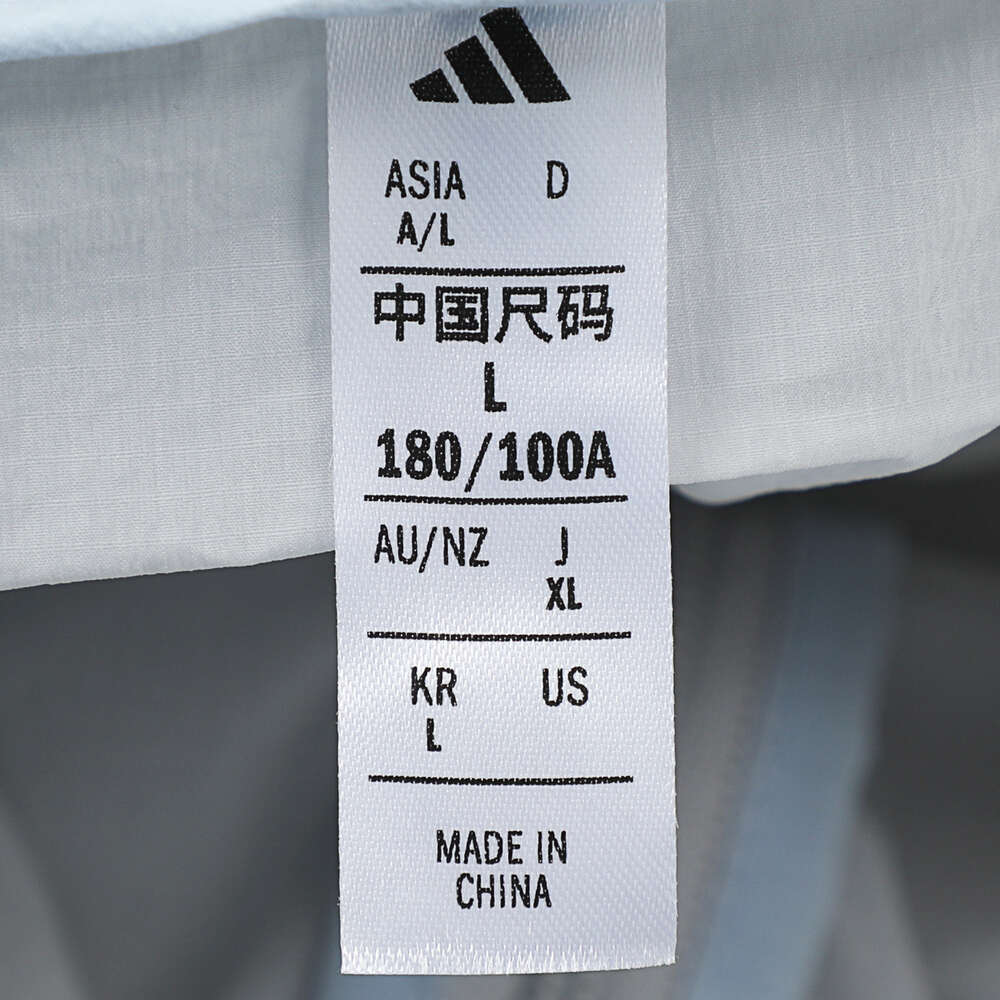 ASIA D
A/L
中国尺码
L
180/100A
AU/NZ J
XL
KR US
L
MADE IN
CHINA